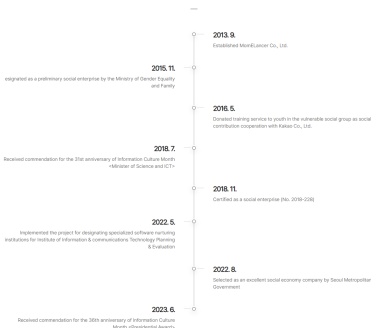 2013. 9.
Established MomELancer Co., Ltd.
2015. 11.
esignated as a preliminary social enterprise by the Ministry of Gender Equality
and Family
2016. 5.
Donated training service to youth in the vulnerable social group as social
contribution cooperation with Kakao Co., Ltd.
2018. 7.
Received commendation for the 31st anniversary of Information Culture Month
<Minister of Science and ICT>
2018. 11.
Certified as a social enterprise (No. 2018-228)
2022. 5.
Implemented the project for designating specialized software nurturing
institutions for Institute of Information & communications Technology Planning
& Evaluation
2022. 8.
Selected as an excellent social economy company by Seoul Metropolitan
Government
2023. 6.
Received commendation for the 36th anniversary of Information Culture
Month <Presidential Award>